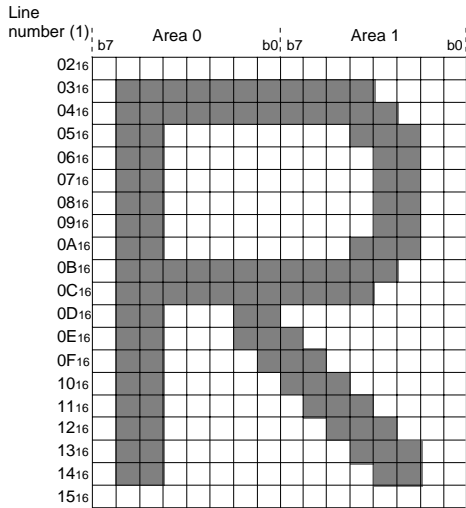 Line
number (1)
b7 Area 0 b0 b7 Area 1 b0
02₁₆
03₁₆
04₁₆
05₁₆
06₁₆
07₁₆
08₁₆
09₁₆
0A₁₆
0B₁₆
0C₁₆
0D₁₆
0E₁₆
0F₁₆
10₁₆
11₁₆
12₁₆
13₁₆
14₁₆
15₁₆